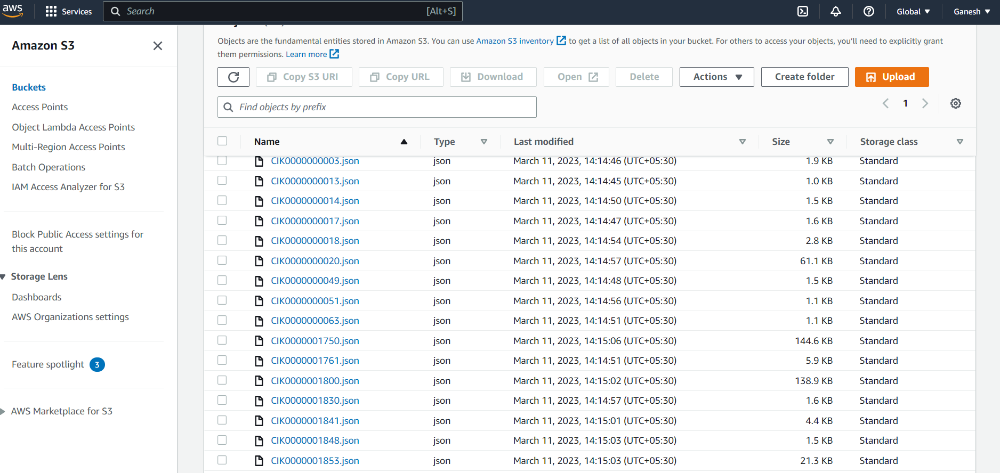 aws Services Search [Alt+S] Global Ganesh
Amazon S3
Buckets
Access Points
Object Lambda Access Points
Multi-Region Access Points
Batch Operations
IAM Access Analyzer for S3
Block Public Access settings for
this account
Storage Lens
Dashboards
AWS Organizations settings
Feature spotlight 3
AWS Marketplace for S3
Objects are the fundamental entities stored in Amazon S3. You can use Amazon S3 inventory to get a list of all objects in your bucket. For others to access your objects, you'll need to explicitly grant
them permissions. Learn more
Copy S3 URI Copy URL Download Open Delete Actions Create folder Upload
Find objects by prefix 1
Name Type Last modified Size Storage class
CIK0000000003.json json March 11, 2023, 14:14:46 (UTC+05:30) 1.9 KB Standard
CIK0000000013.json json March 11, 2023, 14:14:45 (UTC+05:30) 1.0 KB Standard
CIK0000000014.json json March 11, 2023, 14:14:50 (UTC+05:30) 1.5 KB Standard
CIK0000000017.json json March 11, 2023, 14:14:47 (UTC+05:30) 1.6 KB Standard
CIK0000000018.json json March 11, 2023, 14:14:54 (UTC+05:30) 2.8 KB Standard
CIK0000000020.json json March 11, 2023, 14:14:57 (UTC+05:30) 61.1 KB Standard
CIK0000000049.json json March 11, 2023, 14:14:48 (UTC+05:30) 1.5 KB Standard
CIK0000000051.json json March 11, 2023, 14:14:56 (UTC+05:30) 1.1 KB Standard
CIK0000000063.json json March 11, 2023, 14:14:51 (UTC+05:30) 1.1 KB Standard
CIK0000001750.json json March 11, 2023, 14:15:06 (UTC+05:30) 144.6 KB Standard
CIK0000001761.json json March 11, 2023, 14:14:51 (UTC+05:30) 5.9 KB Standard
CIK0000001800.json json March 11, 2023, 14:15:02 (UTC+05:30) 138.9 KB Standard
CIK0000001830.json json March 11, 2023, 14:14:57 (UTC+05:30) 1.6 KB Standard
CIK0000001841.json json March 11, 2023, 14:15:01 (UTC+05:30) 4.4 KB Standard
CIK0000001848.json json March 11, 2023, 14:15:03 (UTC+05:30) 1.5 KB Standard
CIK0000001853.json json March 11, 2023, 14:15:03 (UTC+05:30) 21.3 KB Standard